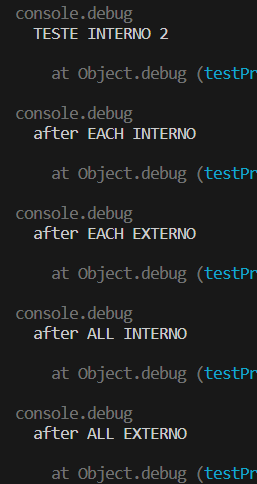 console.debug
TESTE INTERNO 2
at Object.debug (testPr
console.debug
after EACH INTERNO
at Object.debug (testPr
console.debug
after EACH EXTERNO
at Object.debug (testPr
console.debug
after ALL INTERNO
at Object.debug (testPr
console.debug
after ALL EXTERNO
at Object.debug (testPr